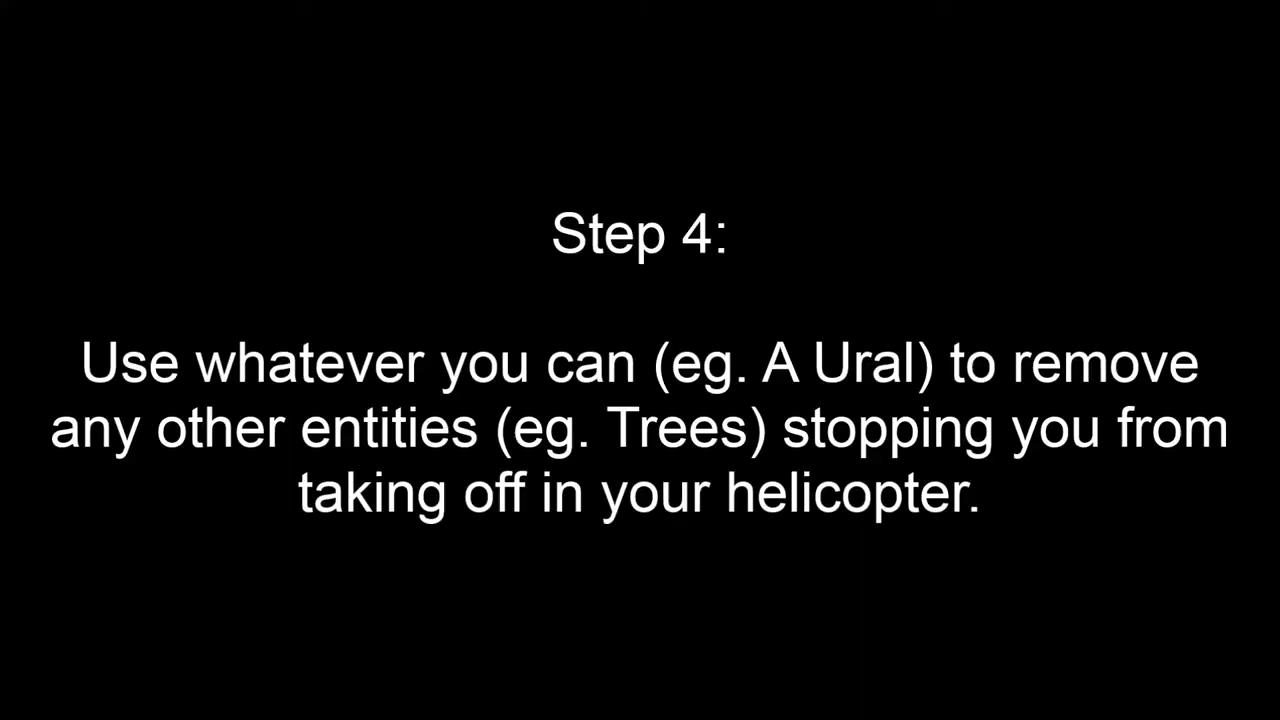 Step 4:
Use whatever you can (eg. A Ural) to remove
any other entities (eg. Trees) stopping you from
taking off in your helicopter.